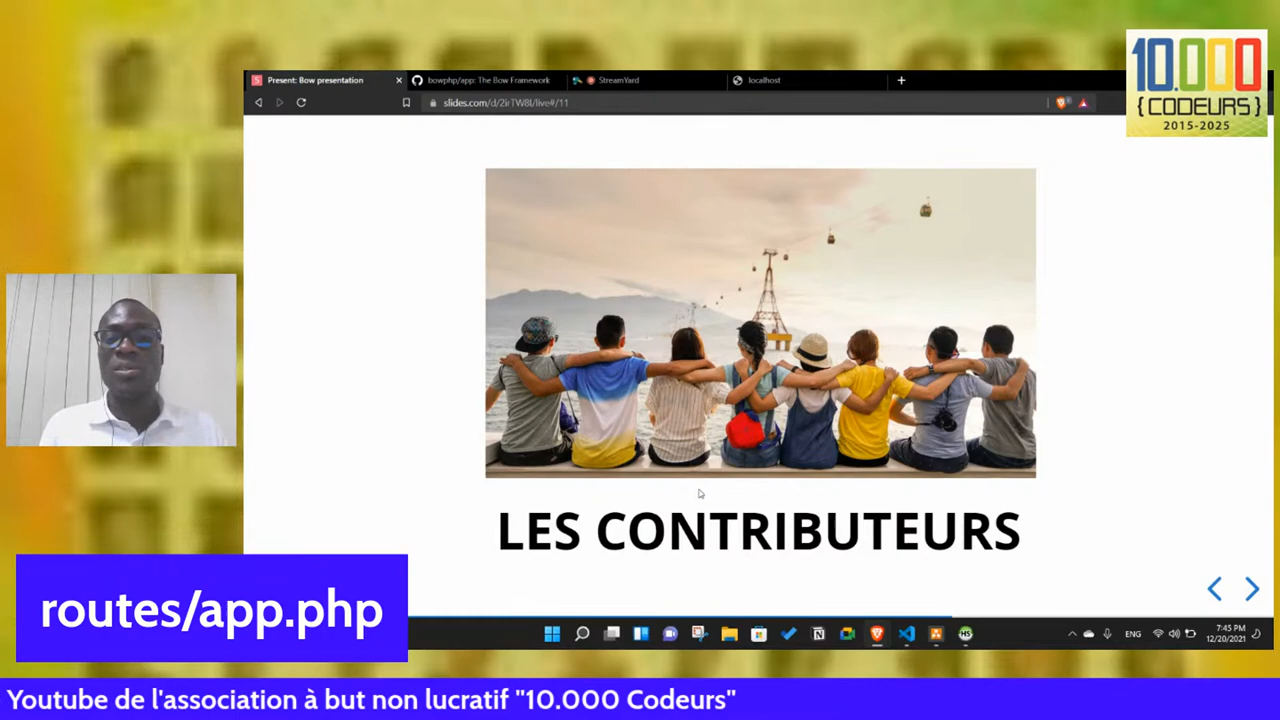 10.000
{CODEURS}
2015-2025
Present: Bow presentation
bowphp/app: The Bow Framework
StreamYard
localhost
slides.com/d/2irTW8I/live#/11
LES CONTRIBUTEURS
routes/app.php
ENG
7:45 PM
12/20/2021
Youtube de l'association à but non lucratif "10.000 Codeurs"